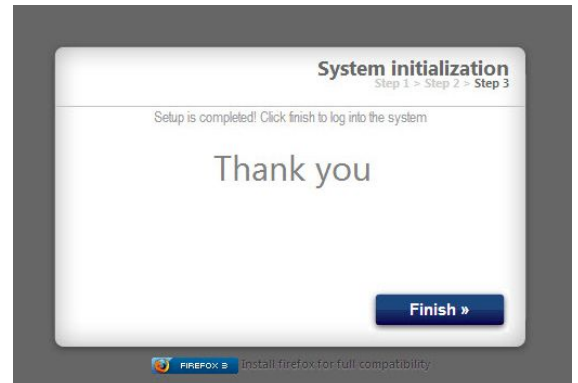 System initialization
Step 1 > Step 2 > Step 3
Setup is completed! Click finish to log into the system
Thank you
Finish »
FIREFOX 3 Install firefox for full compatibility